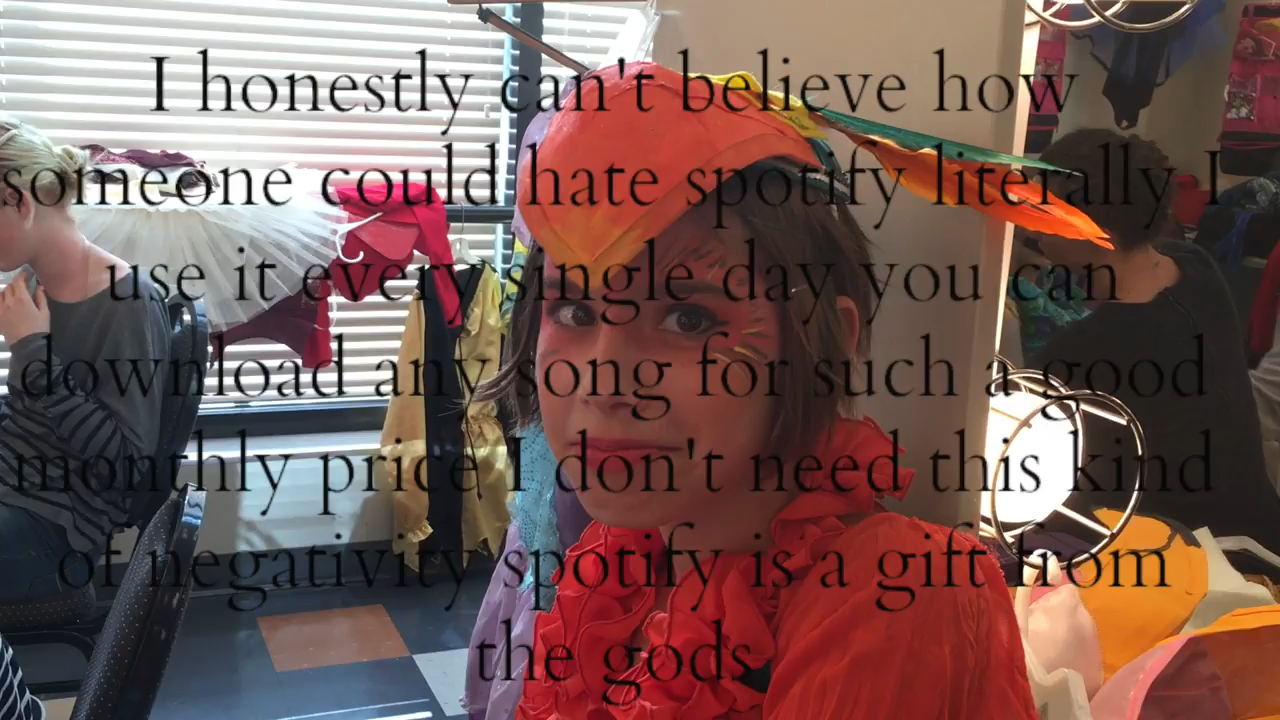 I honestly can't believe how
someone could hate spotify literally I
use it every single day you can
download any song for such a good
monthly price I don't need this kind
of negativity spotify is a gift from
the gods